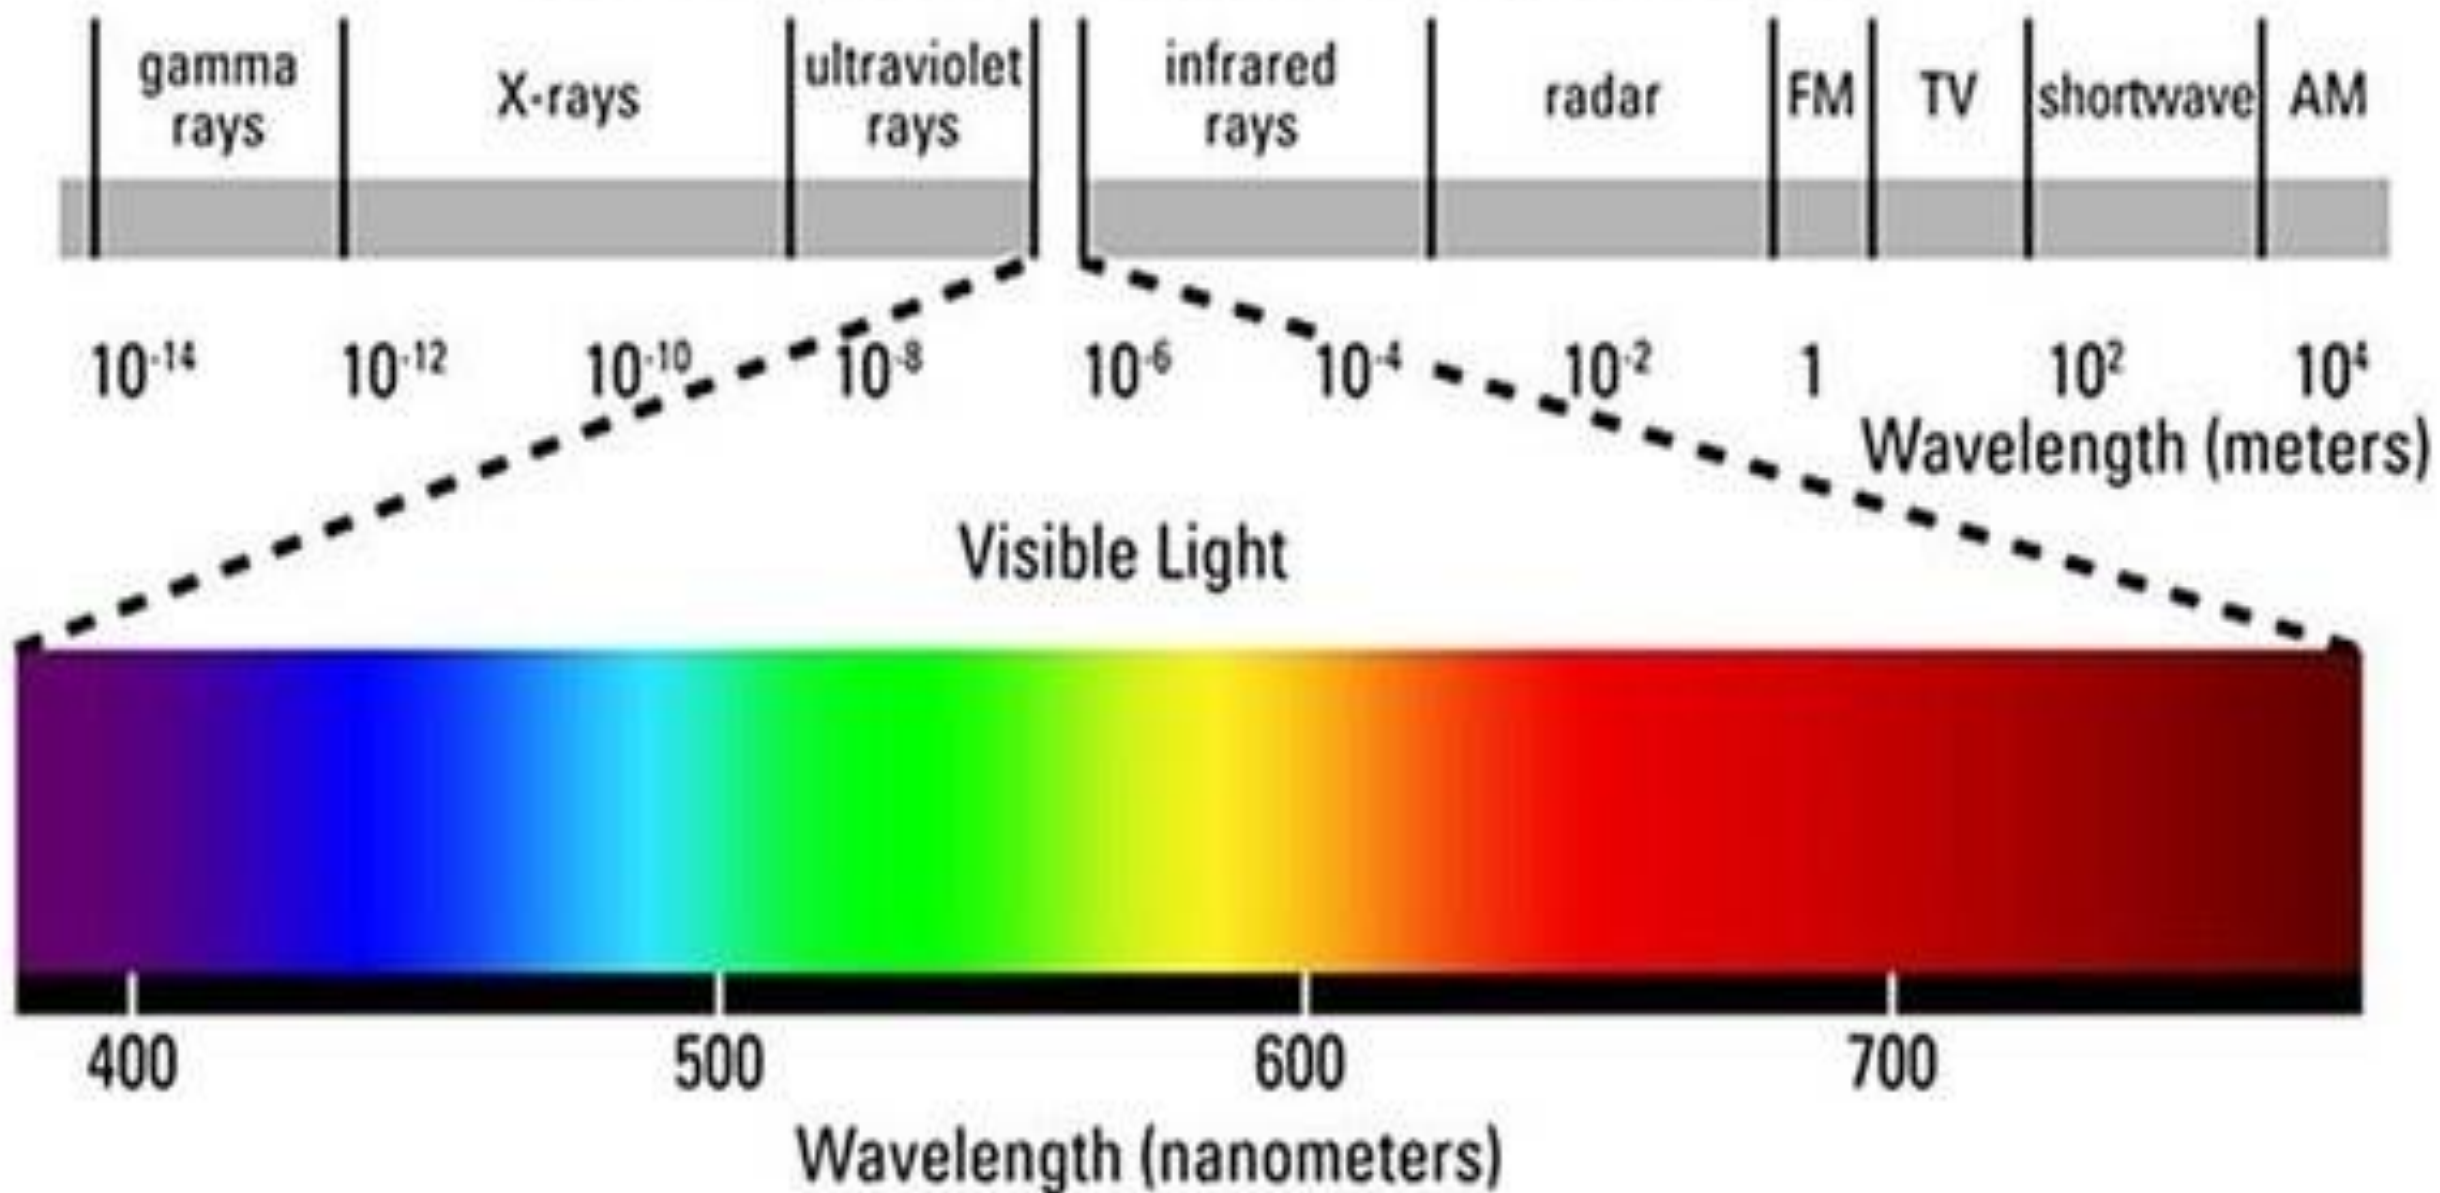 gamma rays
X-rays
ultraviolet rays
infrared rays
radar
FM
TV
shortwave
AM
10⁻¹⁴ 10⁻¹² 10⁻¹⁰ 10⁻⁸ 10⁻⁶ 10⁻⁴ 10⁻² 1 10² 10⁴
Wavelength (meters)
Visible Light
400 500 600 700
Wavelength (nanometers)